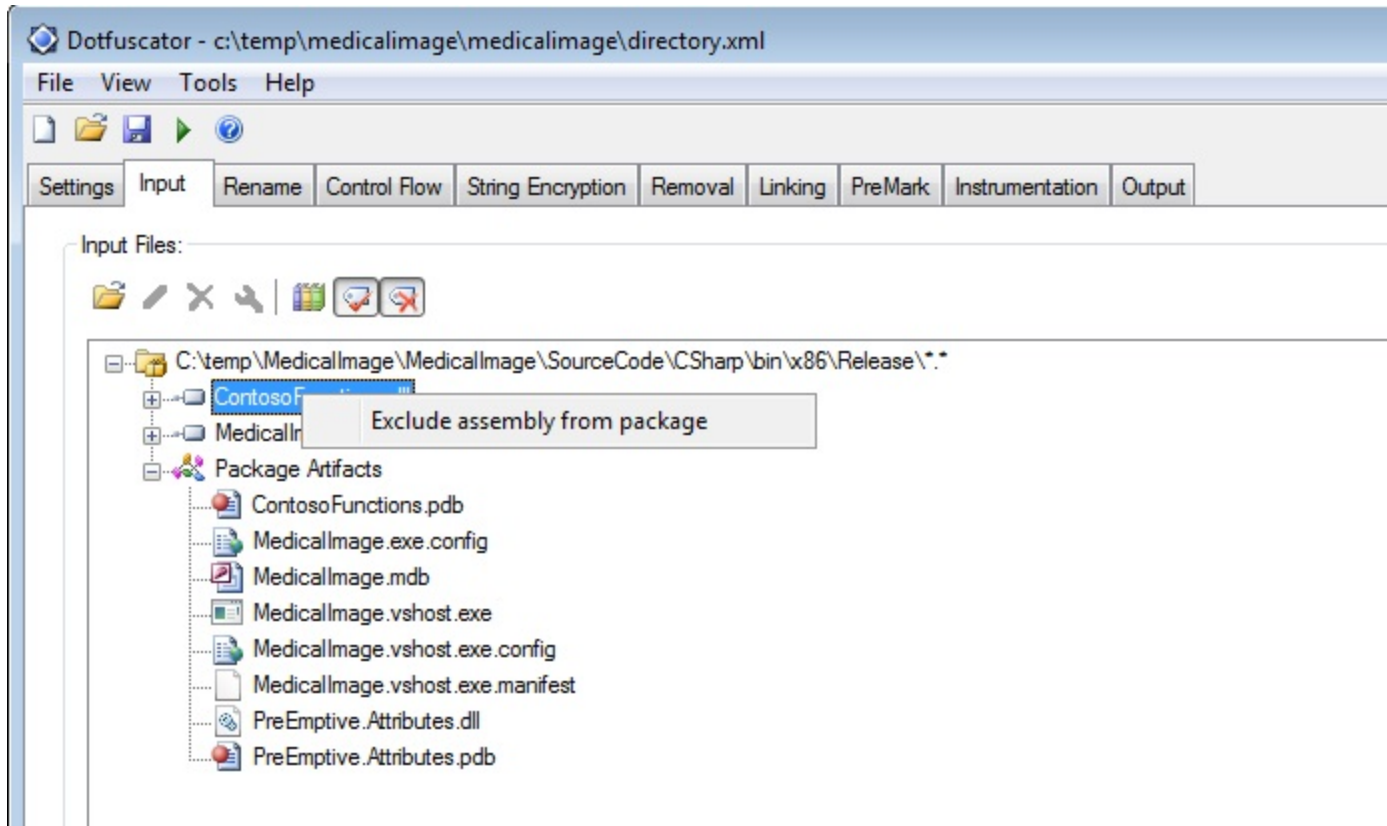 Dotfuscator - c:\temp\medicalimage\medicalimage\directory.xml
File View Tools Help
Settings Input Rename Control Flow String Encryption Removal Linking PreMark Instrumentation Output
Input Files:
C:\temp\MedicalImage\MedicalImage\SourceCode\CSharp\bin\x86\Release\*.*
Exclude assembly from package
Package Artifacts
ContosoFunctions.pdb
MedicalImage.exe.config
MedicalImage.mdb
MedicalImage.vshost.exe
MedicalImage.vshost.exe.config
MedicalImage.vshost.exe.manifest
PreEmptive.Attributes.dll
PreEmptive.Attributes.pdb